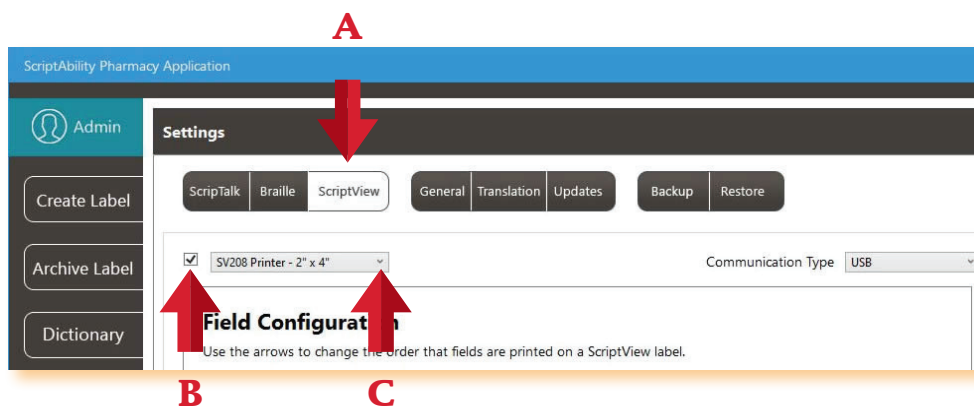 A
ScriptAbility Pharmacy Application
Admin
Settings
ScripTalk Braille ScriptView General Translation Updates Backup Restore
Create Label
SV208 Printer - 2" x 4" Communication Type USB
Archive Label
Field Configuration
Dictionary
Use the arrows to change the order that fields are printed on a ScriptView label.
B C